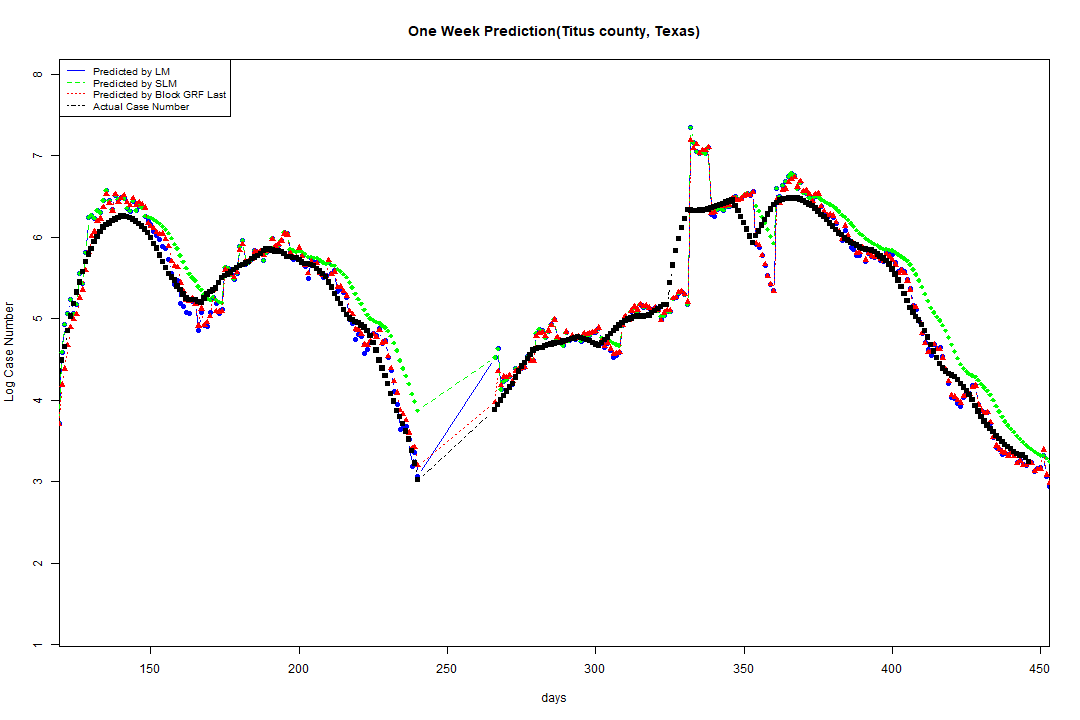 One Week Prediction(Titus county, Texas)
Predicted by LM
Predicted by SLM
Predicted by Block GRF Last
Actual Case Number
8
7
6
5
4
3
2
1
Log Case Number
150 200 250 300 350 400 450
days